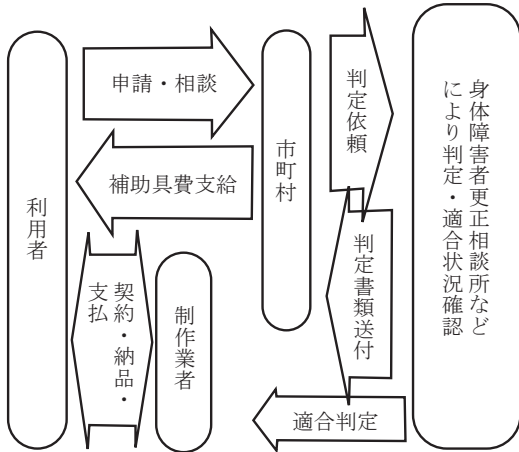 利用者
申請・相談
補助具費支給
契約・納品・
支払
制作業者
市町村
判定依頼
判定書類送付
適合判定
身体障害者更正相談所など
により判定・適合状況確認